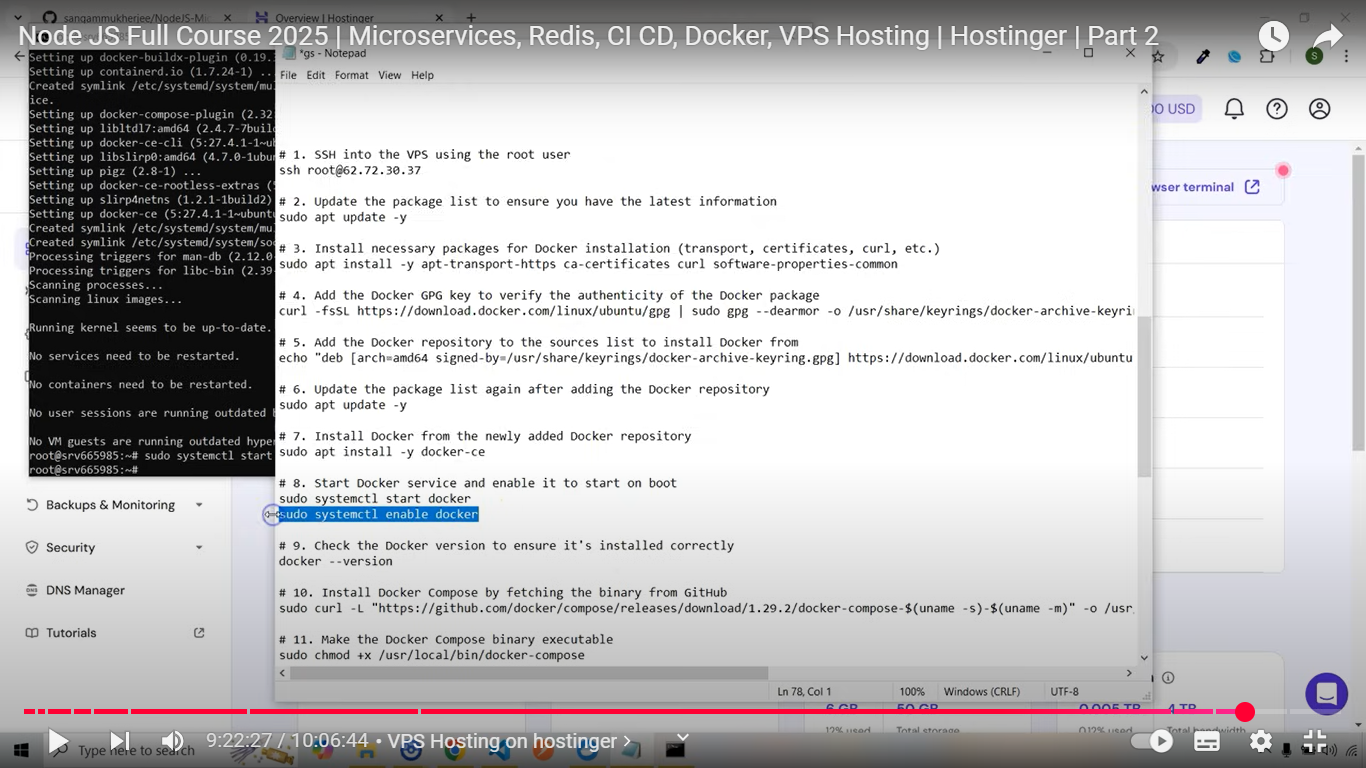 sangammukherjee/NodeJS-Mi
Overview | Hostinger
Node JS Full Course 2025 | Microservices, Redis, CI CD, Docker, VPS Hosting | Hostinger | Part 2
*gs - Notepad
File Edit Format View Help
Setting up docker-buildx-plugin (0.19.
Setting up containerd.io (1.7.24-1) ...
Created symlink /etc/systemd/system/mu
ice.
Setting up docker-compose-plugin (2.32
Setting up libltdl7:amd64 (2.4.7-7build
Setting up docker-ce-cli (5:27.4.1-1~u
Setting up libslirp0:amd64 (4.7.0-1ubun
Setting up pigz (2.8-1) ...
Setting up docker-ce-rootless-extras (
Setting up slirp4netns (1.2.1-1build2)
Setting up docker-ce (5:27.4.1-1~ubuntu
Created symlink /etc/systemd/system/mu
Created symlink /etc/systemd/system/so
Processing triggers for man-db (2.12.0
Processing triggers for libc-bin (2.39
Scanning processes...
Scanning linux images...
Running kernel seems to be up-to-date.
No services need to be restarted.
No containers need to be restarted.
No user sessions are running outdated
No VM guests are running outdated hyper
root@srv665985:~# sudo systemctl start
root@srv665985:~#
# 1. SSH into the VPS using the root user
ssh root@62.72.30.37
# 2. Update the package list to ensure you have the latest information
sudo apt update -y
# 3. Install necessary packages for Docker installation (transport, certificates, curl, etc.)
sudo apt install -y apt-transport-https ca-certificates curl software-properties-common
# 4. Add the Docker GPG key to verify the authenticity of the Docker package
curl -fsSL https://download.docker.com/linux/ubuntu/gpg | sudo gpg --dearmor -o /usr/share/keyrings/docker-archive-keyri
# 5. Add the Docker repository to the sources list to install Docker from
echo "deb [arch=amd64 signed-by=/usr/share/keyrings/docker-archive-keyring.gpg] https://download.docker.com/linux/ubuntu
# 6. Update the package list again after adding the Docker repository
sudo apt update -y
# 7. Install Docker from the newly added Docker repository
sudo apt install -y docker-ce
# 8. Start Docker service and enable it to start on boot
sudo systemctl start docker
sudo systemctl enable docker
# 9. Check the Docker version to ensure it's installed correctly
docker --version
# 10. Install Docker Compose by fetching the binary from GitHub
sudo curl -L "https://github.com/docker/compose/releases/download/1.29.2/docker-compose-$(uname -s)-$(uname -m)" -o /usr
# 11. Make the Docker Compose binary executable
sudo chmod +x /usr/local/bin/docker-compose
Ln 78, Col 1 100% Windows (CRLF) UTF-8
USD
wser terminal
S
Backups & Monitoring
Security
DNS Manager
Tutorials
6 GB 50 GB 0.005 TB 4 TB
Total storage
9:22:27 / 10:06:44 • VPS Hosting on hostinger
Type here to search